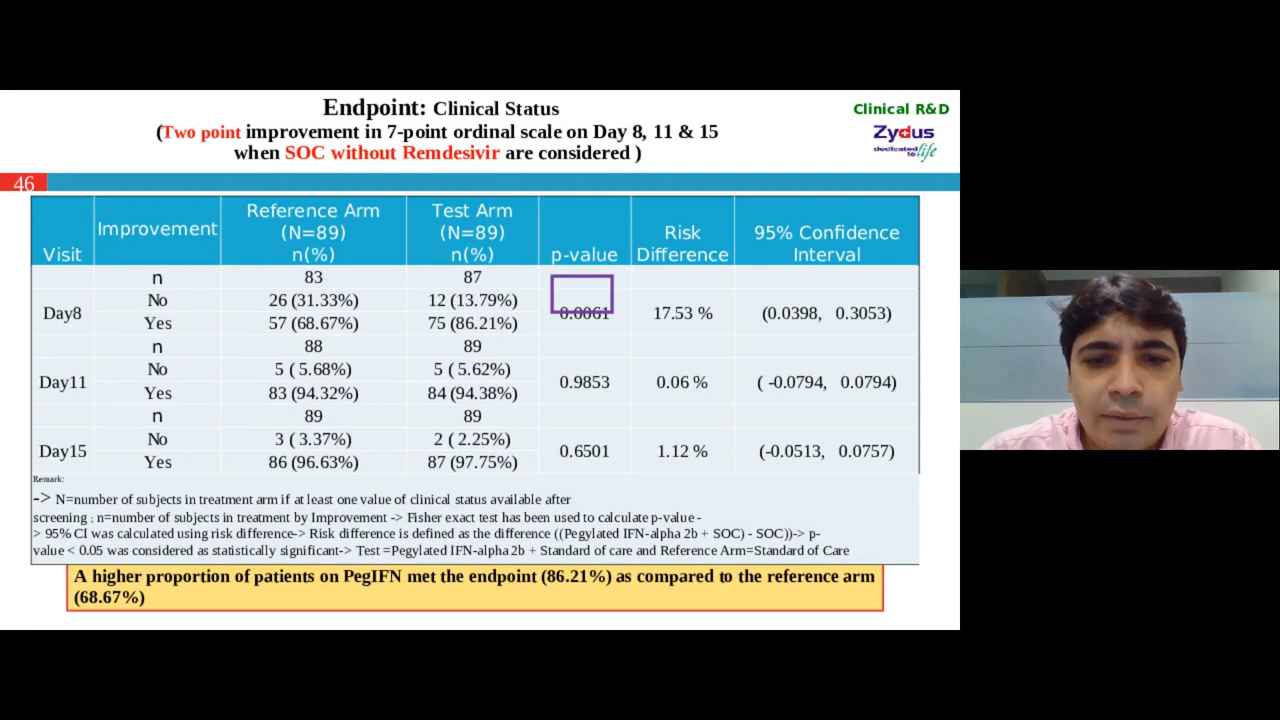 Endpoint: Clinical Status
(Two point improvement in 7-point ordinal scale on Day 8, 11 & 15
when SOC without Remdesivir are considered )
Clinical R&D
Zydus
dedicated
to life
46
Visit Improvement Reference Arm (N=89) n(%) Test Arm (N=89) n(%) p-value Risk Difference 95% Confidence Interval
n 83 87
Day8 No 26 (31.33%) 12 (13.79%) 0.0061 17.53 % (0.0398, 0.3053)
Yes 57 (68.67%) 75 (86.21%)
n 88 89
Day11 No 5 ( 5.68%) 5 ( 5.62%) 0.9853 0.06 % ( -0.0794, 0.0794)
Yes 83 (94.32%) 84 (94.38%)
n 89 89
Day15 No 3 ( 3.37%) 2 ( 2.25%) 0.6501 1.12 % (-0.0513, 0.0757)
Yes 86 (96.63%) 87 (97.75%)
Remark:
-> N=number of subjects in treatment arm if at least one value of clinical status available after
screening ; n=number of subjects in treatment by Improvement -> Fisher exact test has been used to calculate p-value -
> 95% CI was calculated using risk difference-> Risk difference is defined as the difference ((Pegylated IFN-alpha 2b + SOC) - SOC))-> p-
value < 0.05 was considered as statistically significant-> Test =Pegylated IFN-alpha 2b + Standard of care and Reference Arm=Standard of Care
A higher proportion of patients on PegIFN met the endpoint (86.21%) as compared to the reference arm
(68.67%)